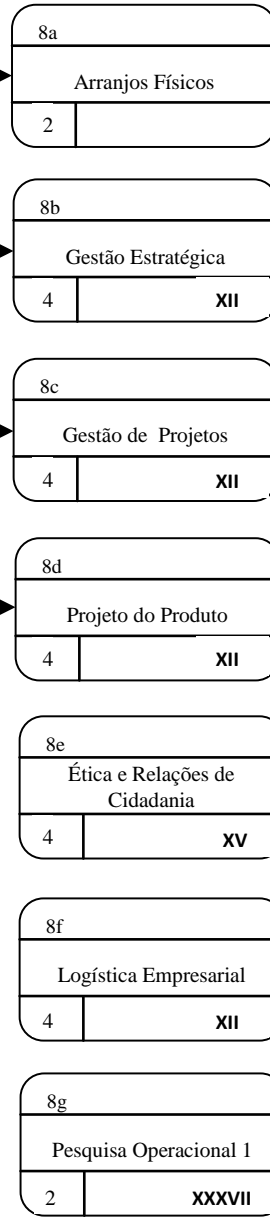 8a
Arranjos Físicos
2
8b
Gestão Estratégica
4 XII
8c
Gestão de Projetos
4 XII
8d
Projeto do Produto
4 XII
8e
Ética e Relações de
Cidadania
4 XV
8f
Logística Empresarial
4 XII
8g
Pesquisa Operacional 1
2 XXXVII